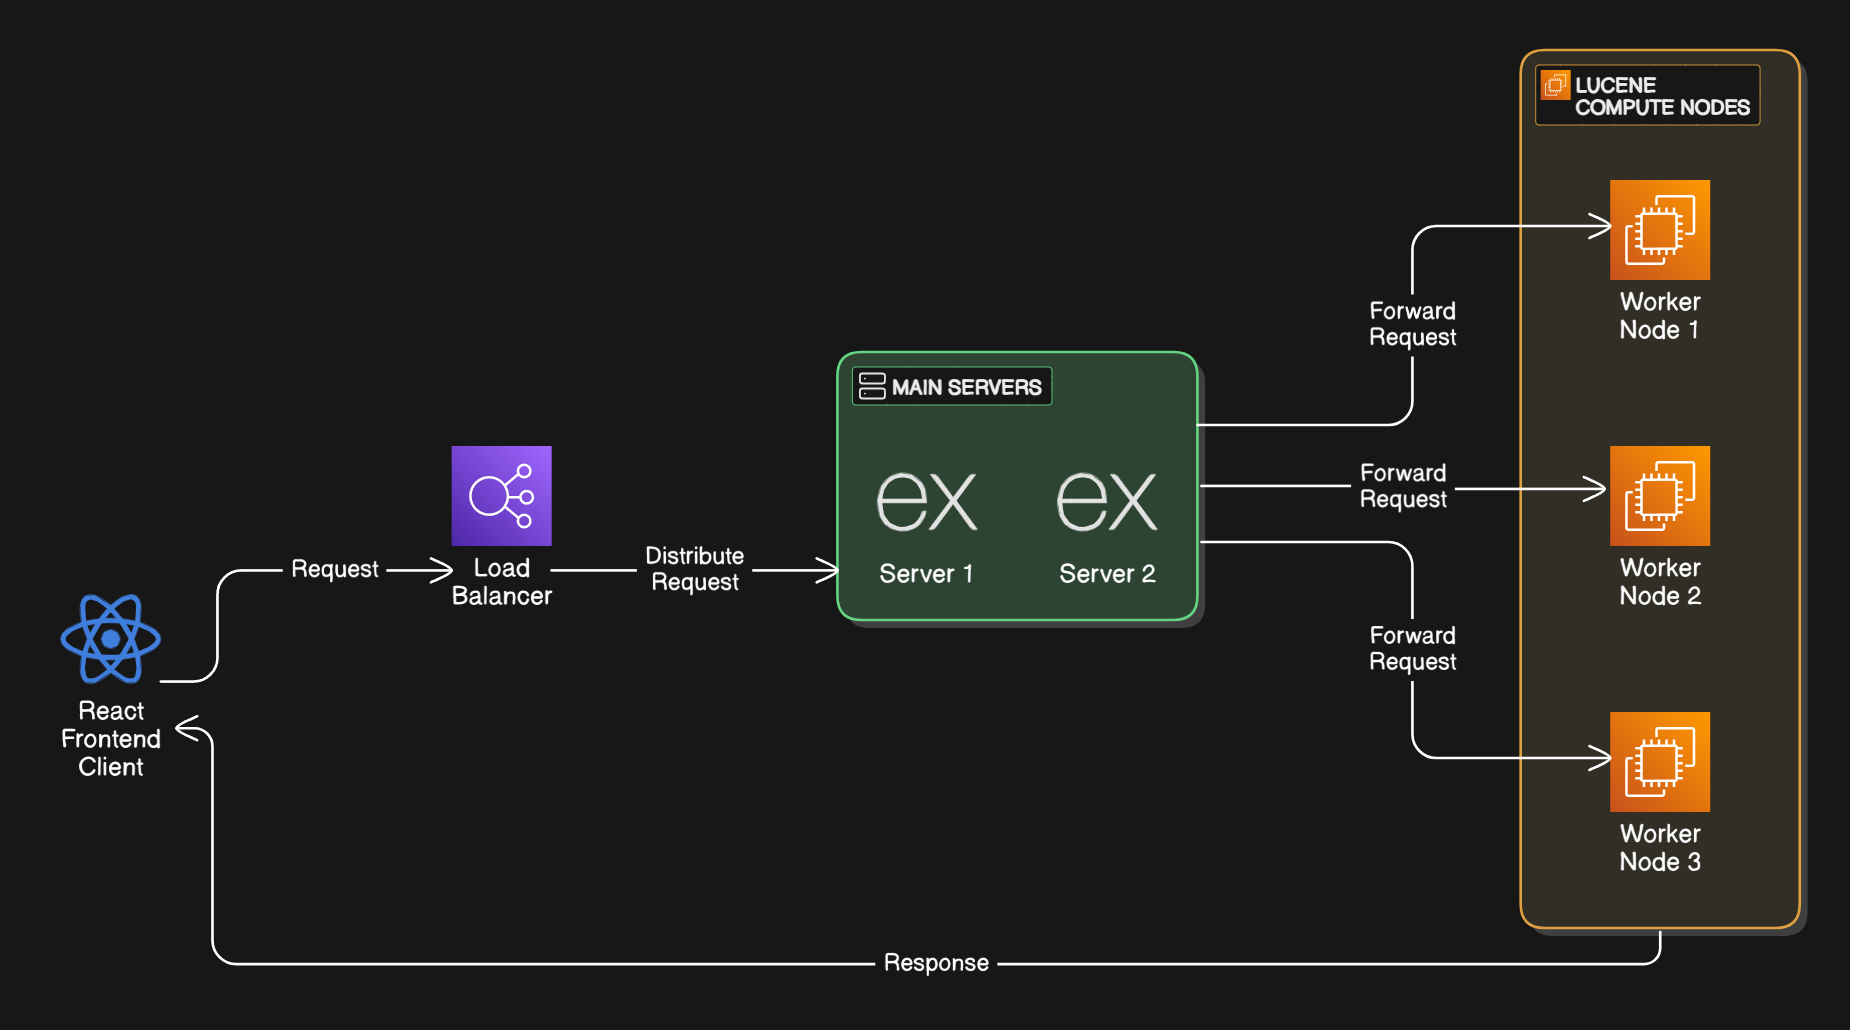 LUCENE
COMPUTE NODES
Worker
Node 1
Forward
Request
MAIN SERVERS
ex
ex
Server 1
Server 2
Forward
Request
Worker
Node 2
Load
Balancer
Request
Distribute
Request
Forward
Request
React
Frontend
Client
Worker
Node 3
Response